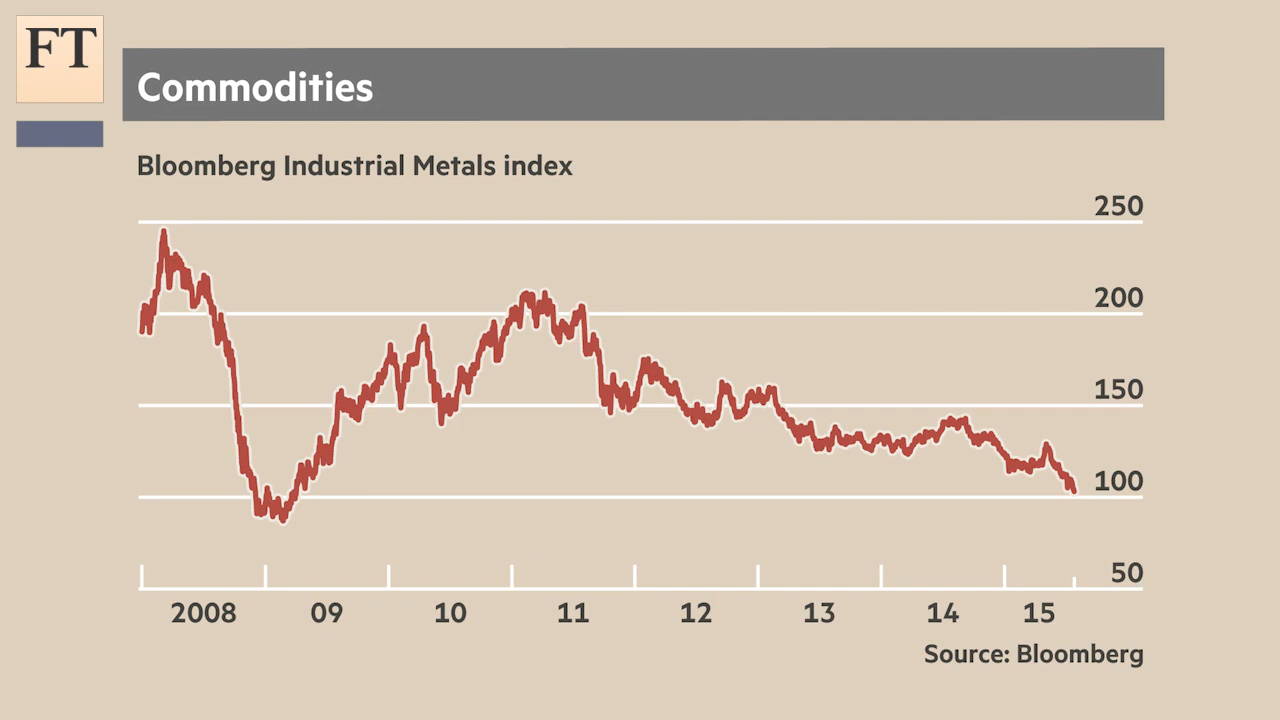 FT
Commodities
Bloomberg Industrial Metals index
250
200
150
100
50
2008 09 10 11 12 13 14 15
Source: Bloomberg